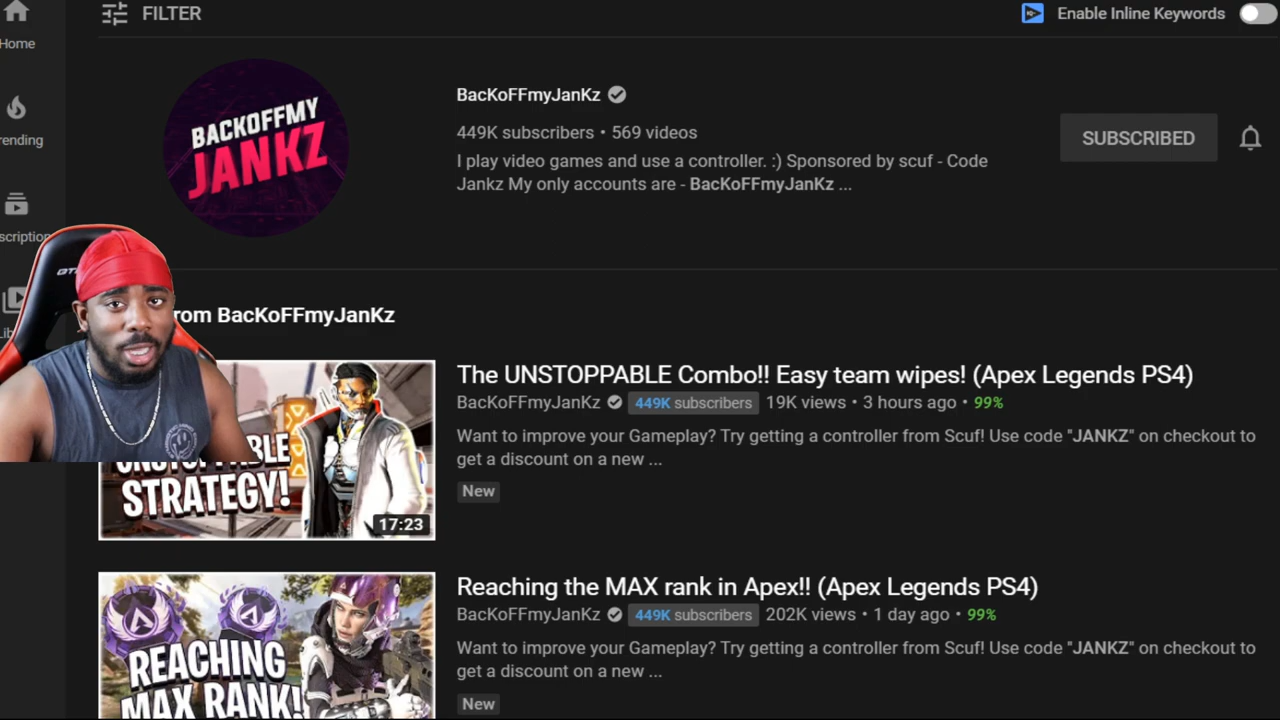 FILTER
Enable Inline Keywords
Home
rending
BACKOFFMY
JANKZ
BacKoFFmyJanKz
449K subscribers • 569 videos
I play video games and use a controller. :) Sponsored by scuf - Code
Jankz My only accounts are - BacKoFFmyJanKz ...
SUBSCRIBED
scription
Lib
rom BacKoFFmyJanKz
STRATEGY!
17:23
The UNSTOPPABLE Combo!! Easy team wipes! (Apex Legends PS4)
BacKoFFmyJanKz 449K subscribers 19K views • 3 hours ago • 99%
Want to improve your Gameplay? Try getting a controller from Scuf! Use code "JANKZ" on checkout to
get a discount on a new ...
New
REACHING
MAX RANK!
Reaching the MAX rank in Apex!! (Apex Legends PS4)
BacKoFFmyJanKz 449K subscribers 202K views • 1 day ago • 99%
Want to improve your Gameplay? Try getting a controller from Scuf! Use code "JANKZ" on checkout to
get a discount on a new ...
New